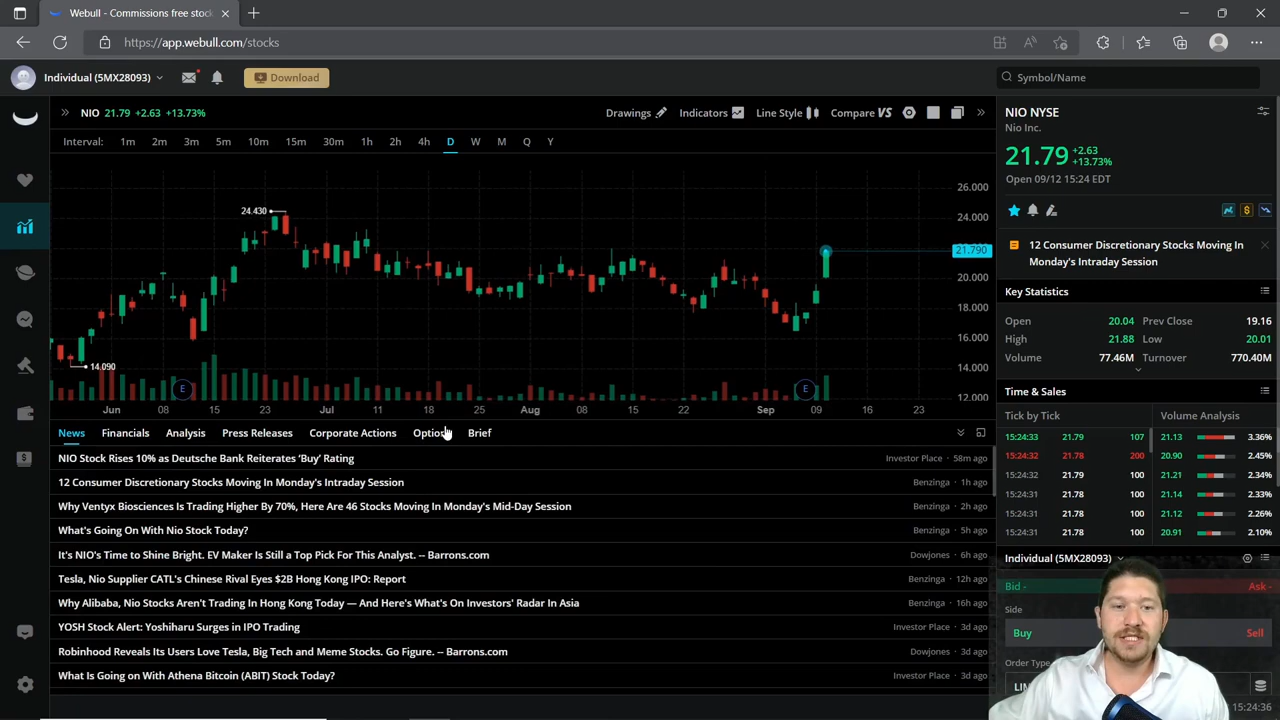 Webull - Commissions free stoc
https://app.webull.com/stocks
Individual (5MX28093)
Download
Symbol/Name
NIO 21.79 +2.63 +13.73%
Drawings
Indicators
Line Style
Compare VS
Interval: 1m 2m 3m 5m 10m 15m 30m 1h 2h 4h D W M Q Y
26.000
24.000
21.790
20.000
18.000
16.000
14.000
12.000
24.430
14.090
E
E
Jun 08 15 23 Jul 11 18 25 Aug 08 15 22 Sep 09 16 23
News Financials Analysis Press Releases Corporate Actions Options Brief
NIO Stock Rises 10% as Deutsche Bank Reiterates ‘Buy’ Rating Investor Place · 58m ago
12 Consumer Discretionary Stocks Moving In Monday's Intraday Session Benzinga · 1h ago
Why Ventyx Biosciences Is Trading Higher By 70%, Here Are 46 Stocks Moving In Monday's Mid-Day Session Benzinga · 2h ago
What's Going On With Nio Stock Today? Benzinga · 5h ago
It's NIO's Time to Shine Bright. EV Maker Is Still a Top Pick For This Analyst. -- Barrons.com Dowjones · 6h ago
Tesla, Nio Supplier CATL's Chinese Rival Eyes $2B Hong Kong IPO: Report Benzinga · 12h ago
Why Alibaba, Nio Stocks Aren't Trading In Hong Kong Today — And Here's What's On Investors' Radar In Asia Benzinga · 16h ago
YOSH Stock Alert: Yoshiharu Surges in IPO Trading Investor Place · 3d ago
Robinhood Reveals Its Users Love Tesla, Big Tech and Meme Stocks. Go Figure. -- Barrons.com Dowjones · 3d ago
What Is Going on With Athena Bitcoin (ABIT) Stock Today? Investor Place · 3d ago
NIO NYSE
Nio Inc.
21.79 +2.63
+13.73%
Open 09/12 15:24 EDT
12 Consumer Discretionary Stocks Moving In
Monday's Intraday Session
Key Statistics
Open 20.04 Prev Close 19.16
High 21.88 Low 20.01
Volume 77.46M Turnover 770.40M
Time & Sales
Tick by Tick Volume Analysis
15:24:33 21.79 107 21.13 3.36%
15:24:32 21.78 200 20.90 2.45%
15:24:32 21.79 100 21.21 2.34%
15:24:31 21.78 100 21.14 2.33%
15:24:31 21.78 100 21.12 2.26%
15:24:31 21.78 100 20.91 2.10%
Individual (5MX28093)
Bid - Ask -
Side
Buy Sell
Order Type
LIM
15:24:36